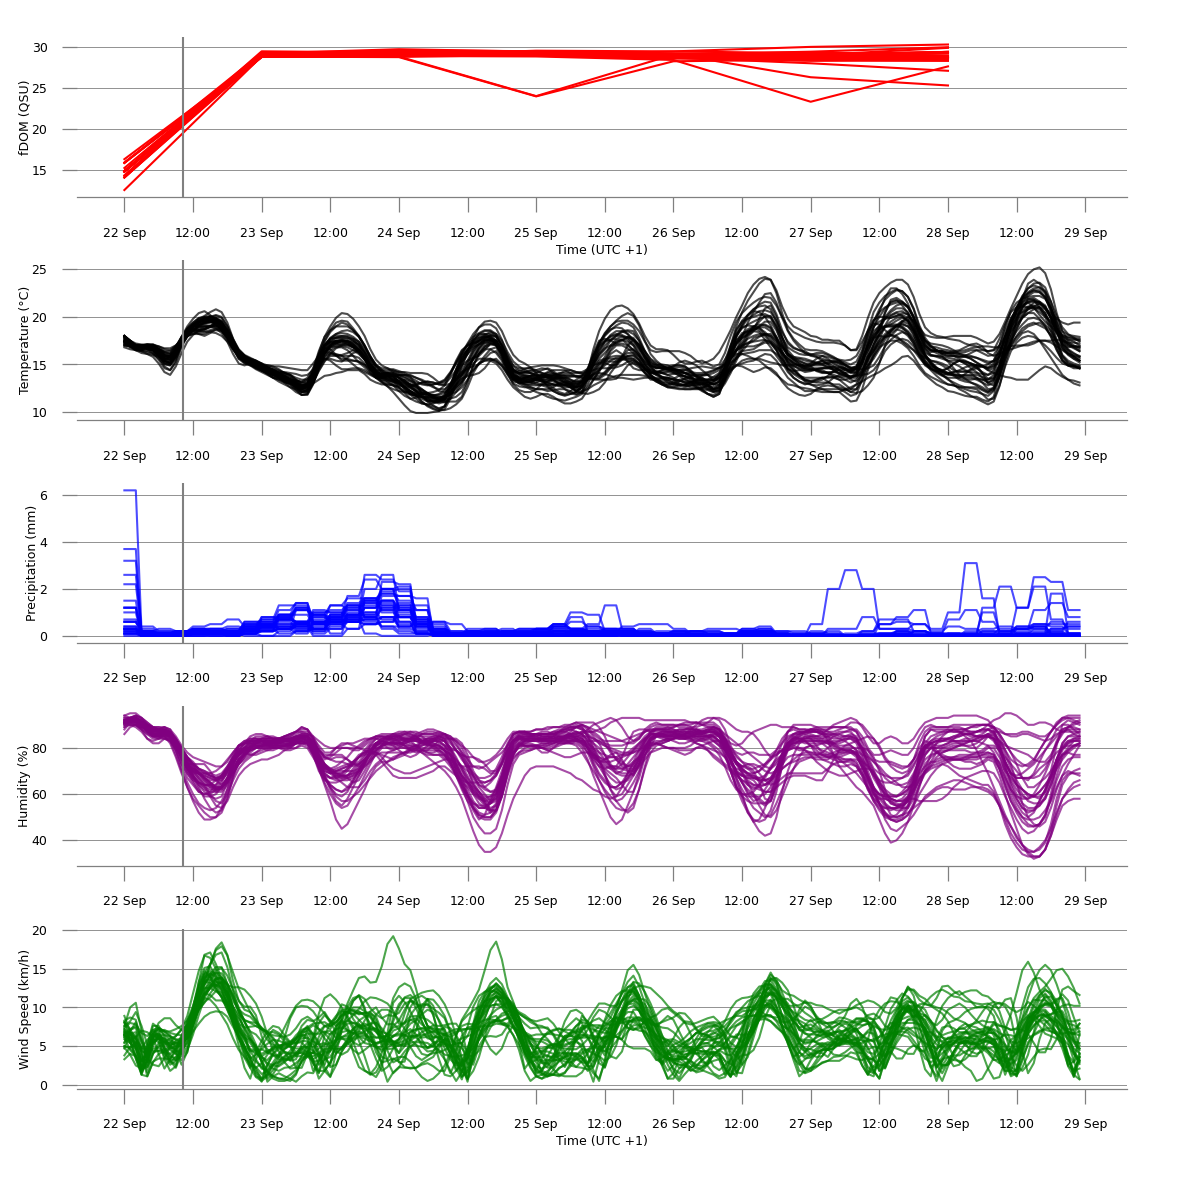 30
25
20
15
fDOM (QSU)
22 Sep 12:00 23 Sep 12:00 24 Sep 12:00 25 Sep 12:00 26 Sep 12:00 27 Sep 12:00 28 Sep 12:00 29 Sep
Time (UTC +1)
25
20
15
10
Temperature (°C)
22 Sep 12:00 23 Sep 12:00 24 Sep 12:00 25 Sep 12:00 26 Sep 12:00 27 Sep 12:00 28 Sep 12:00 29 Sep
6
4
2
0
Precipitation (mm)
22 Sep 12:00 23 Sep 12:00 24 Sep 12:00 25 Sep 12:00 26 Sep 12:00 27 Sep 12:00 28 Sep 12:00 29 Sep
80
60
40
Humidity (%)
22 Sep 12:00 23 Sep 12:00 24 Sep 12:00 25 Sep 12:00 26 Sep 12:00 27 Sep 12:00 28 Sep 12:00 29 Sep
20
15
10
5
0
Wind Speed (km/h)
22 Sep 12:00 23 Sep 12:00 24 Sep 12:00 25 Sep 12:00 26 Sep 12:00 27 Sep 12:00 28 Sep 12:00 29 Sep
Time (UTC +1)